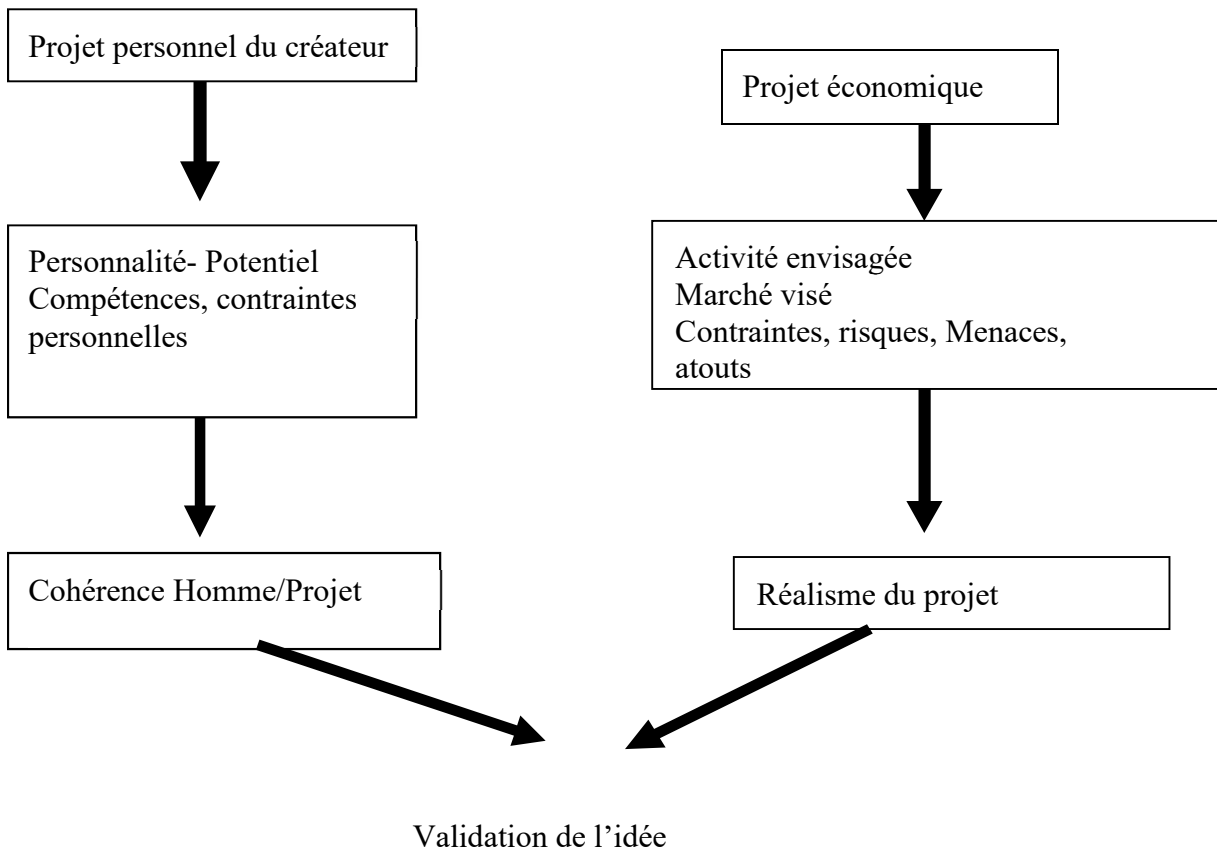 Projet personnel du créateur
Projet économique
Personnalité- Potentiel
Compétences, contraintes
personnelles
Activité envisagée
Marché visé
Contraintes, risques, Menaces,
atouts
Cohérence Homme/Projet
Réalisme du projet
Validation de l’idée